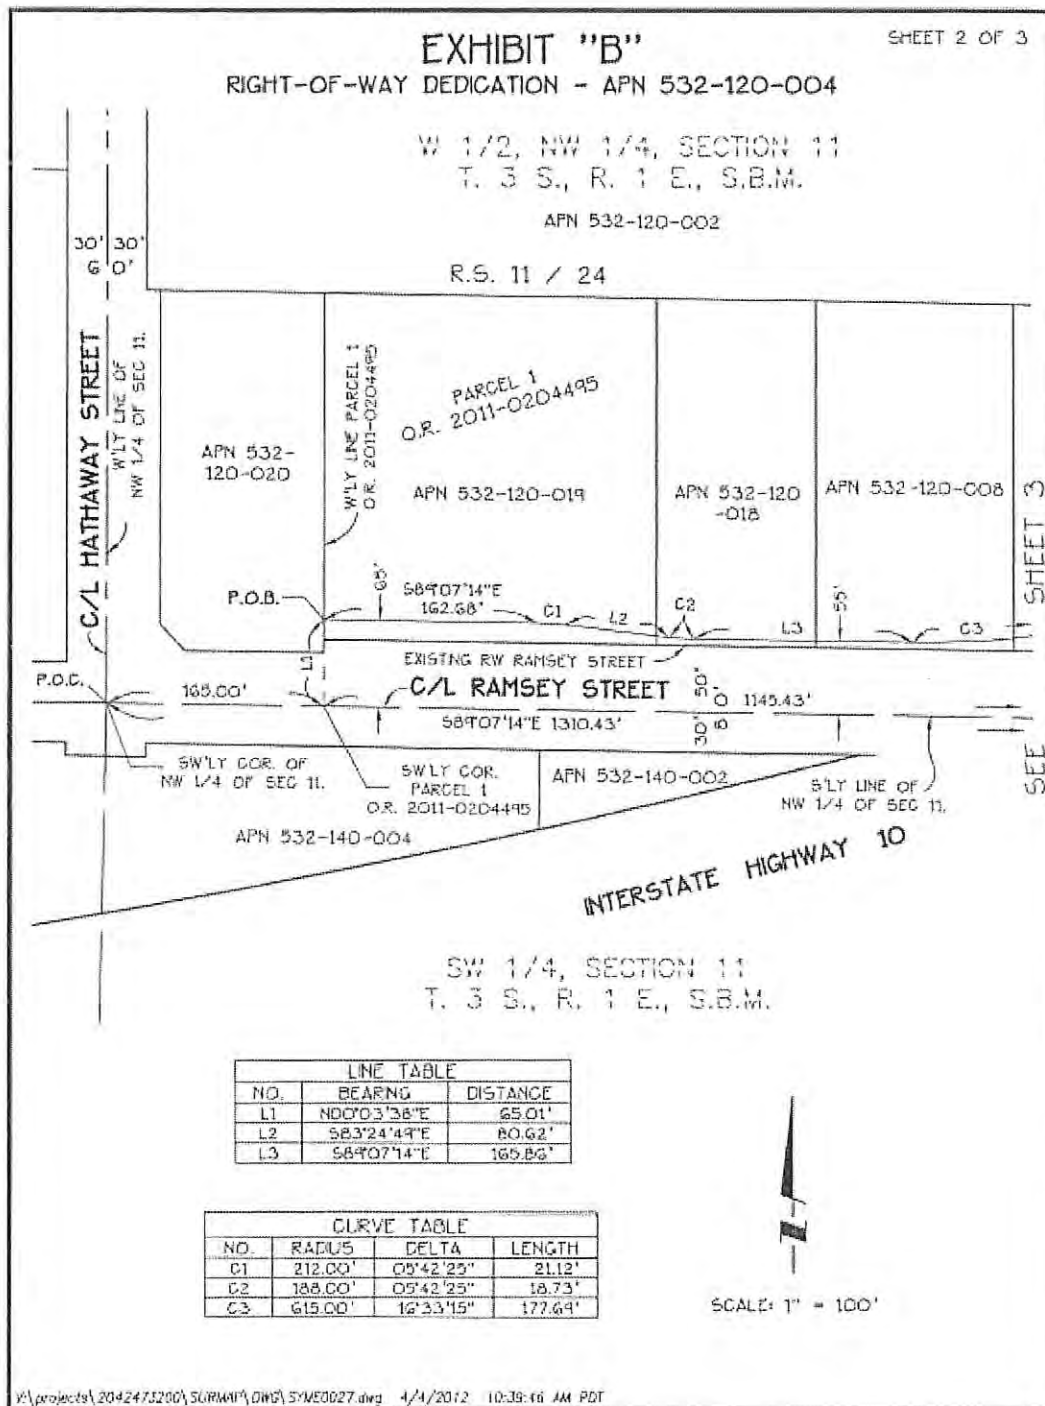 EXHIBIT "B"
SHEET 2 OF 3
RIGHT-OF-WAY DEDICATION - APN 532-120-004
W 1/2, NW 1/4, SECTION 11
T. 3 S., R. 1 E., S.B.M.
APN 532-120-002
30' 30'
60'
R.S. 11 / 24
C/L HATHAWAY STREET
W'LY LINE OF
NW 1/4 OF SEC 11.
APN 532-
120-020
W'LY LINE PARCEL 1
O.R. 2011-0204495
PARCEL 1
O.R. 2011-0204495
APN 532-120-019
APN 532-120
-018
APN 532-120-008
SEE SHEET 3
P.O.B.
65'
S89°07'14"E
162.68'
C1
L2
C2
L3
55'
C3
L1
EXISTING RW RAMSEY STREET
P.O.C.
165.00'
C/L RAMSEY STREET
S89°07'14"E 1310.43'
30' 50'
80'
1145.43'
SW'LY COR. OF
NW 1/4 OF SEC 11.
SW'LY COR.
PARCEL 1
O.R. 2011-0204495
APN 532-140-002
S'LY LINE OF
NW 1/4 OF SEC 11.
APN 532-140-004
INTERSTATE HIGHWAY 10
SW 1/4, SECTION 11
T. 3 S., R. 1 E., S.B.M.
LINE TABLE
NO. BEARING DISTANCE
L1 N00°03'38"E 65.01'
L2 S83°24'49"E 80.62'
L3 S89°07'14"E 165.86'
CURVE TABLE
NO. RADIUS DELTA LENGTH
C1 212.00' 05°42'25" 21.12'
C2 188.00' 05°42'25" 18.73'
C3 615.00' 16°33'15" 177.69'
SCALE: 1" = 100'
V:\projects\2042473200\SURMAP\DWG\SYME0027.dwg 4/4/2012 10:39:46 AM PDT